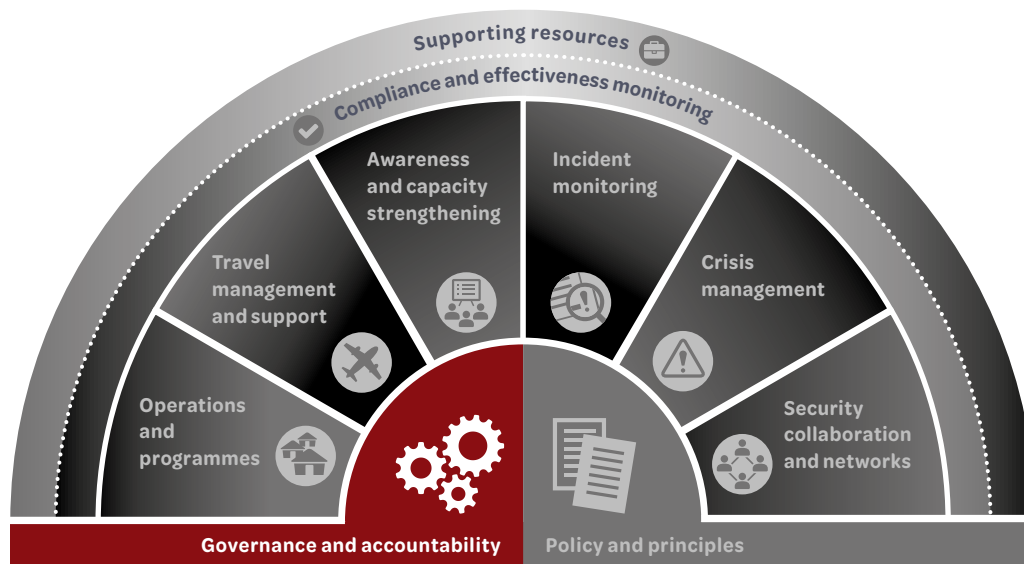 Supporting resources
Compliance and effectiveness monitoring
Awareness
and capacity
strengthening
Incident
monitoring
Travel
management
and support
Crisis
management
Operations
and
programmes
Security
collaboration
and networks
Governance and accountability
Policy and principles